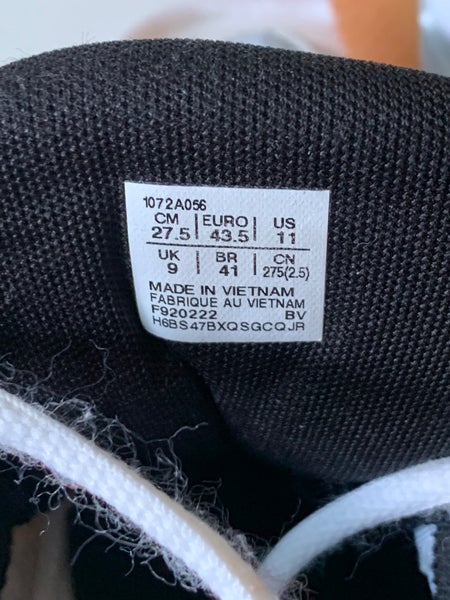 1072A056
CM EURO US
27.5 43.5 11
UK BR CN
9 41 275(2.5)
MADE IN VIETNAM
FABRIQUE AU VIETNAM
F920222 BV
H6BS47BXQSGCQJR